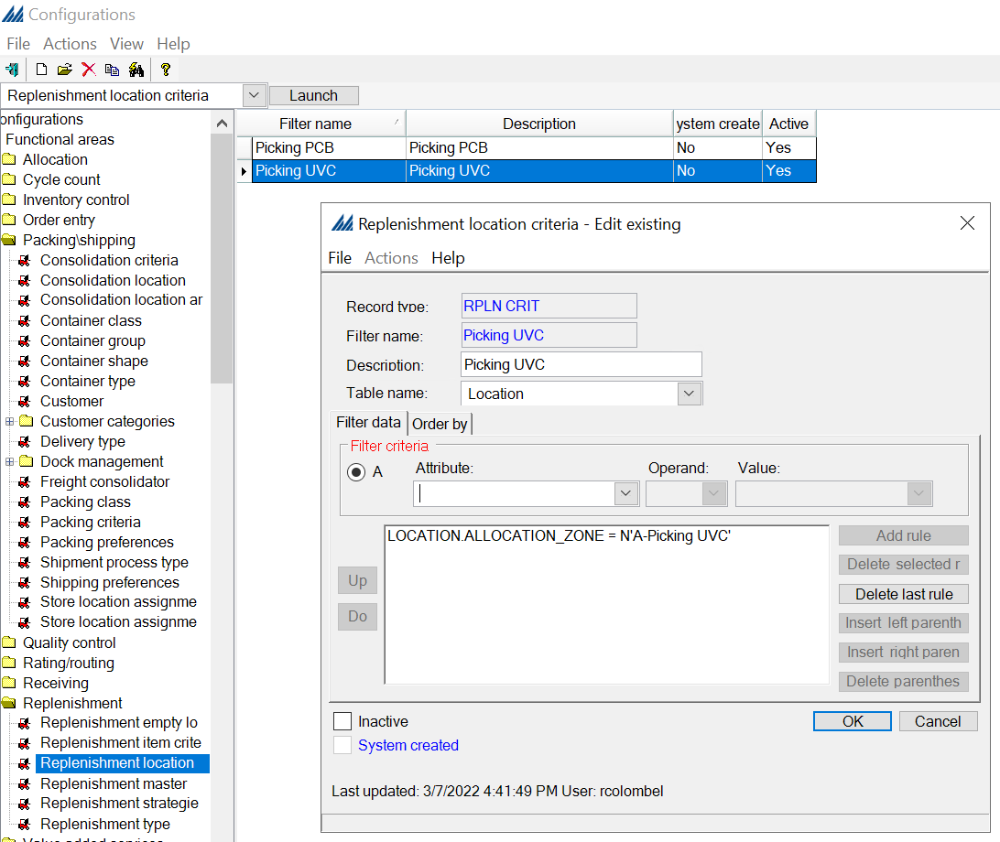 Configurations
File Actions View Help
Replenishment location criteria Launch
onfigurations
Functional areas
Allocation
Cycle count
Inventory control
Order entry
Packing\shipping
Consolidation criteria
Consolidation location
Consolidation location ar
Container class
Container group
Container shape
Container type
Customer
Customer categories
Delivery type
Dock management
Freight consolidator
Packing class
Packing criteria
Packing preferences
Shipment process type
Shipping preferences
Store location assignme
Store location assignme
Quality control
Rating/routing
Receiving
Replenishment
Replenishment empty lo
Replenishment item crite
Replenishment location
Replenishment master
Replenishment strategie
Replenishment type
Value added services
Filter name Description ystem create Active
Picking PCB Picking PCB No Yes
Picking UVC Picking UVC No Yes
Replenishment location criteria - Edit existing
File Actions Help
Record type: RPLN CRIT
Filter name: Picking UVC
Description: Picking UVC
Table name: Location
Filter data Order by
Filter criteria
A Attribute: Operand: Value:
LOCATION.ALLOCATION_ZONE = N'A-Picking UVC'
Up
Do
Add rule
Delete selected r
Delete last rule
Insert left parenth
Insert right paren
Delete parenthes
Inactive
System created
OK Cancel
Last updated: 3/7/2022 4:41:49 PM User: rcolombel